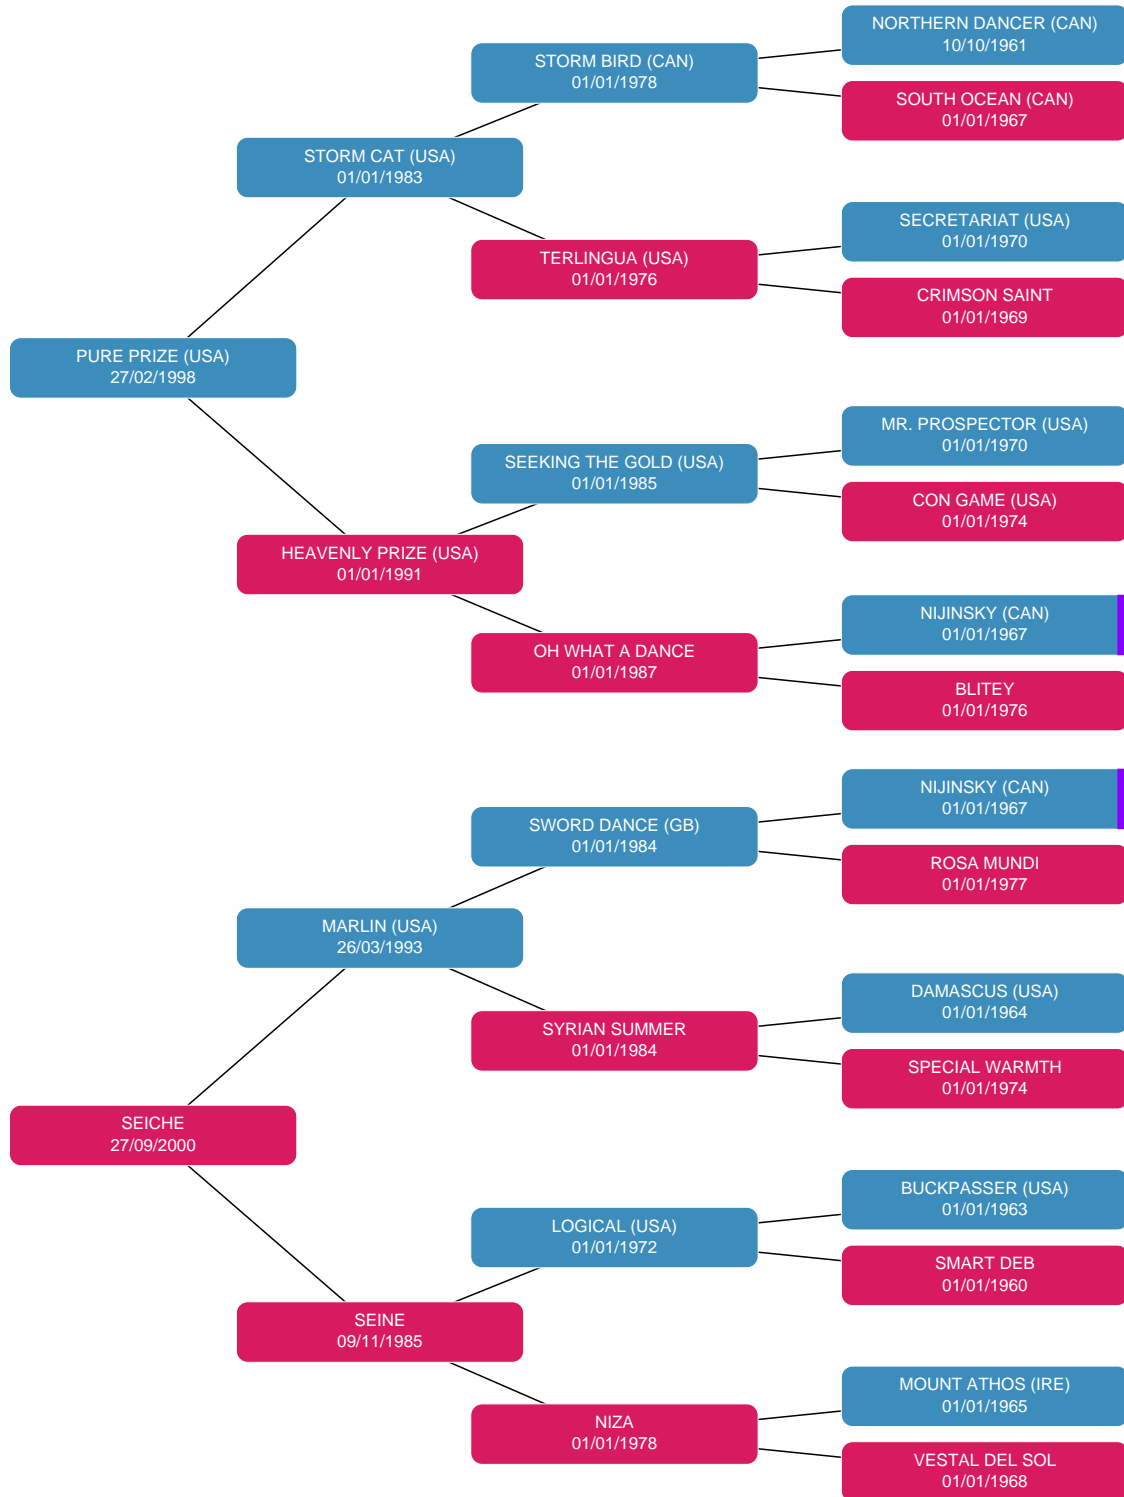 NORTHERN DANCER (CAN)
10/10/1961
STORM BIRD (CAN)
01/01/1978
SOUTH OCEAN (CAN)
01/01/1967
STORM CAT (USA)
01/01/1983
SECRETARIAT (USA)
01/01/1970
TERLINGUA (USA)
01/01/1976
CRIMSON SAINT
01/01/1969
PURE PRIZE (USA)
27/02/1998
MR. PROSPECTOR (USA)
01/01/1970
SEEKING THE GOLD (USA)
01/01/1985
CON GAME (USA)
01/01/1974
HEAVENLY PRIZE (USA)
01/01/1991
NIJINSKY (CAN)
01/01/1967
OH WHAT A DANCE
01/01/1987
BLITEY
01/01/1976
NIJINSKY (CAN)
01/01/1967
SWORD DANCE (GB)
01/01/1984
ROSA MUNDI
01/01/1977
MARLIN (USA)
26/03/1993
DAMASCUS (USA)
01/01/1964
SYRIAN SUMMER
01/01/1984
SPECIAL WARMTH
01/01/1974
SEICHE
27/09/2000
BUCKPASSER (USA)
01/01/1963
LOGICAL (USA)
01/01/1972
SMART DEB
01/01/1960
SEINE
09/11/1985
MOUNT ATHOS (IRE)
01/01/1965
NIZA
01/01/1978
VESTAL DEL SOL
01/01/1968